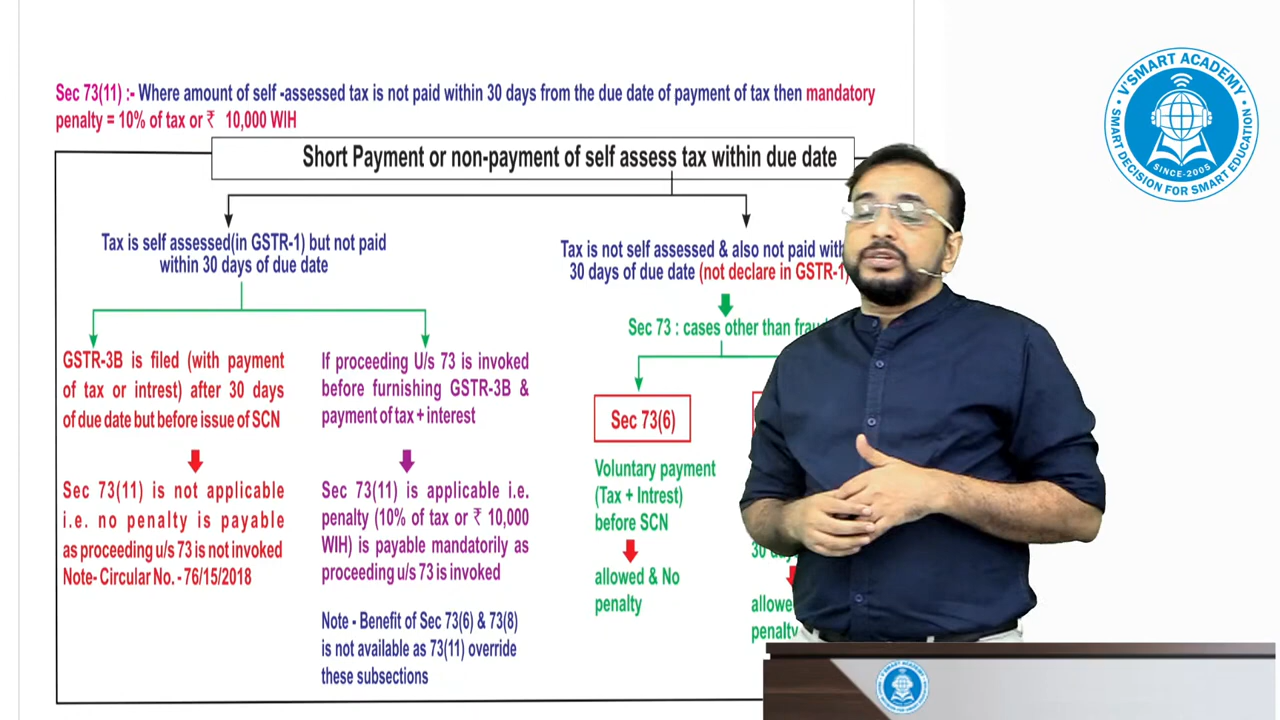 Sec 73(11) :- Where amount of self -assessed tax is not paid within 30 days from the due date of payment of tax then mandatory
penalty = 10% of tax or ₹ 10,000 WIH
Short Payment or non-payment of self assess tax within due date
Tax is self assessed(in GSTR-1) but not paid
within 30 days of due date
GSTR-3B is filed (with payment
of tax or intrest) after 30 days
of due date but before issue of SCN
Sec 73(11) is not applicable
i.e. no penalty is payable
as proceeding u/s 73 is not invoked
Note- Circular No. - 76/15/2018
If proceeding U/s 73 is invoked
before furnishing GSTR-3B &
payment of tax + interest
Sec 73(11) is applicable i.e.
penalty (10% of tax or ₹ 10,000
WIH) is payable mandatorily as
proceeding u/s 73 is invoked
Note - Benefit of Sec 73(6) & 73(8)
is not available as 73(11) override
these subsections
Tax is not self assessed & also not paid
30 days of due date (not declare in GSTR-1)
Sec 73 : cases other than
Sec 73(6)
Voluntary payment
(Tax + Intrest)
before SCN
allowed & No
penalty
30
penalty
V'SMART ACADEMY
SINCE-2005
SMART DECISION FOR SMART EDUCATION